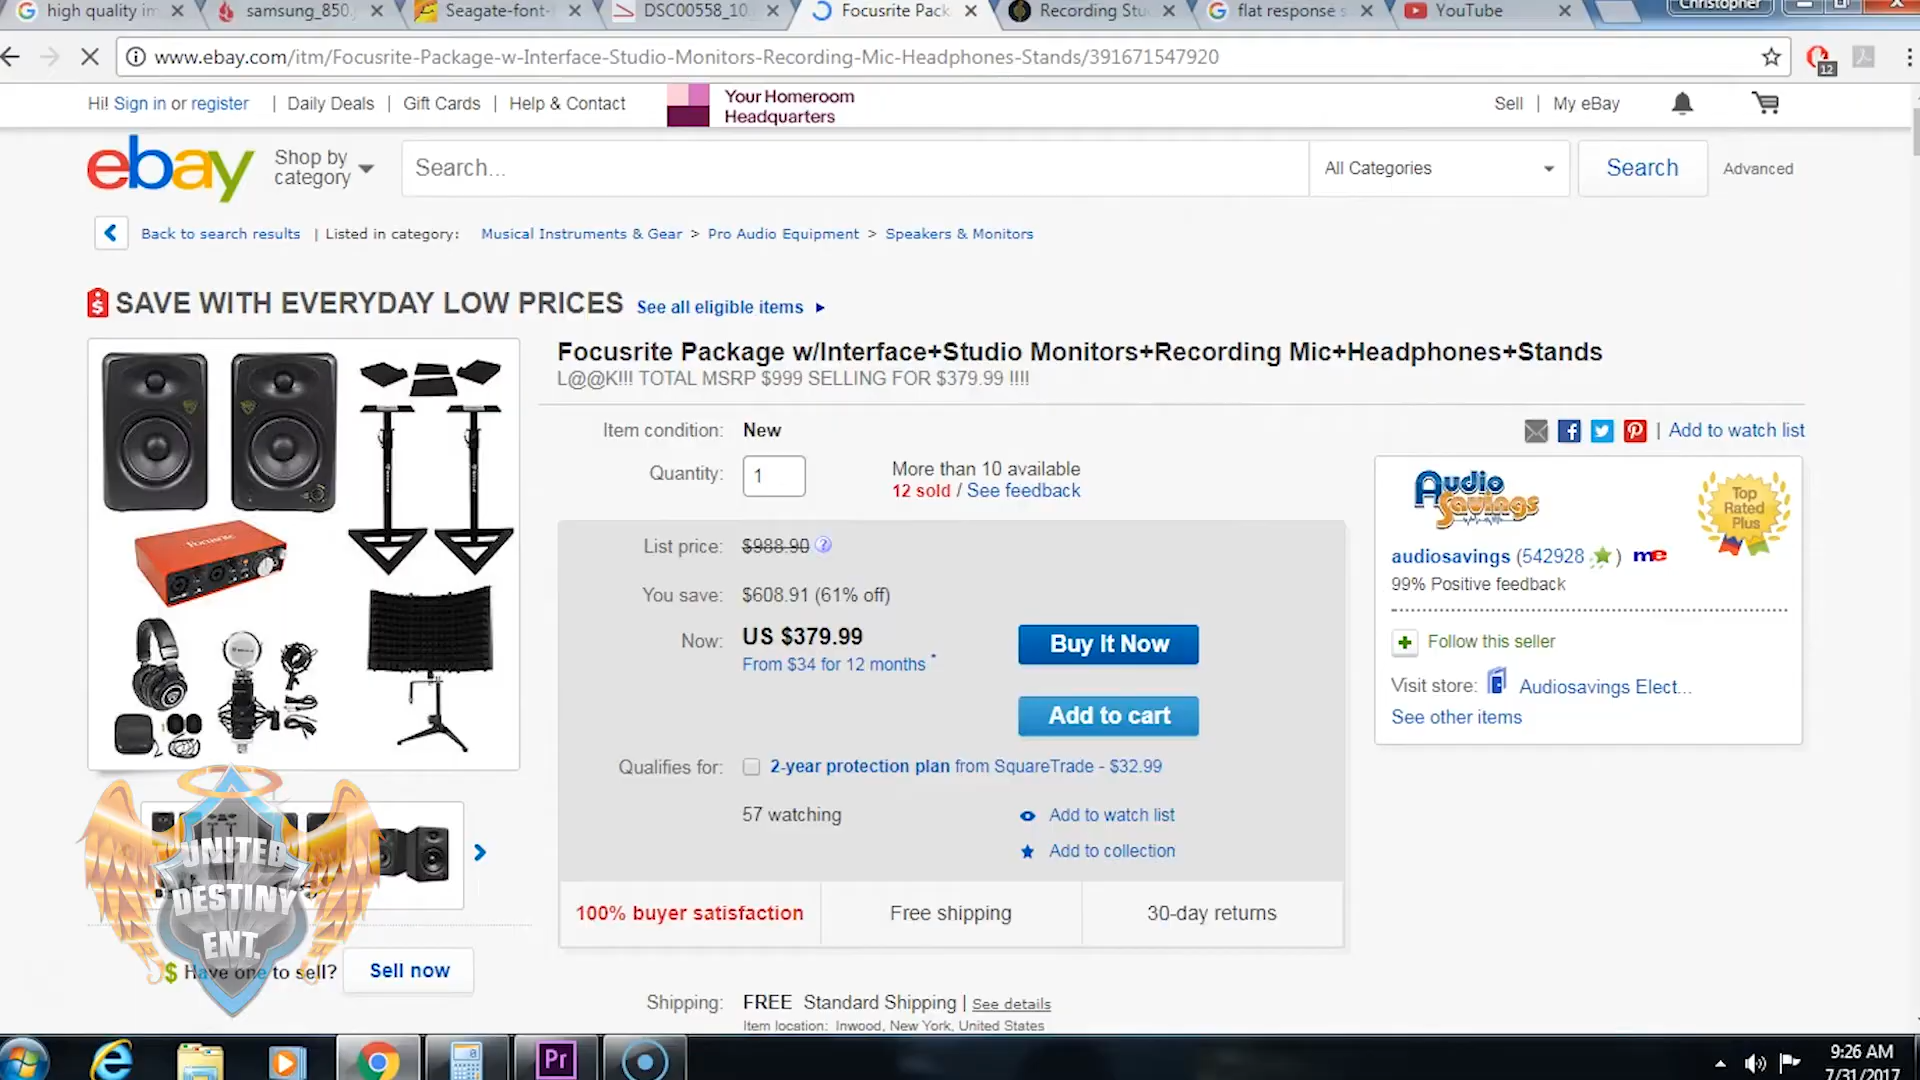 high quality im
samsung_850.
Seagate-font-
DSC00558_10
Focusrite Pack
Recording Stu
flat response s
YouTube
Christopher
www.ebay.com/itm/Focusrite-Package-w-Interface-Studio-Monitors-Recording-Mic-Headphones-Stands/391671547920
12
Hi! Sign in or register | Daily Deals | Gift Cards | Help & Contact
Your Homeroom
Headquarters
Sell | My eBay
ebay
Shop by
category
Search...
All Categories
Search
Advanced
Back to search results | Listed in category: Musical Instruments & Gear > Pro Audio Equipment > Speakers & Monitors
SAVE WITH EVERYDAY LOW PRICES See all eligible items
Focusrite Package w/Interface+Studio Monitors+Recording Mic+Headphones+Stands
L@@K!!! TOTAL MSRP $999 SELLING FOR $379.99 !!!!
Focusrite
Item condition: New
Quantity: 1
More than 10 available
12 sold / See feedback
| Add to watch list
List price: $988.90
You save: $608.91 (61% off)
Now: US $379.99
From $34 for 12 months *
Buy It Now
Add to cart
Qualifies for: 2-year protection plan from SquareTrade - $32.99
57 watching
Add to watch list
Add to collection
100% buyer satisfaction
Free shipping
30-day returns
Shipping: FREE Standard Shipping | See details
Item location: Inwood, New York, United States
Audio
Savings
Top
Rated
Plus
audiosavings (542928 ) me
99% Positive feedback
Follow this seller
Visit store: Audiosavings Elect...
See other items
UNITED
DESTINY
ENT.
$ Have one to sell? Sell now
Pr
9:26 AM
7/31/2017